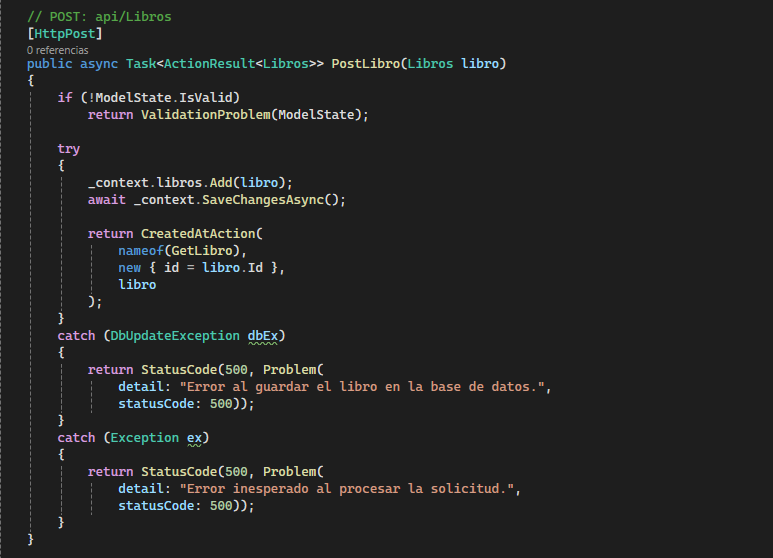 // POST: api/Libros
[HttpPost]
0 referencias
public async Task<ActionResult<Libros>> PostLibro(Libros libro)
{
    if (!ModelState.IsValid)
        return ValidationProblem(ModelState);

    try
    {
        _context.libros.Add(libro);
        await _context.SaveChangesAsync();

        return CreatedAtAction(
            nameof(GetLibro),
            new { id = libro.Id },
            libro
        );
    }
    catch (DbUpdateException dbEx)
    {
        return StatusCode(500, Problem(
            detail: "Error al guardar el libro en la base de datos.",
            statusCode: 500));
    }
    catch (Exception ex)
    {
        return StatusCode(500, Problem(
            detail: "Error inesperado al procesar la solicitud.",
            statusCode: 500));
    }
}